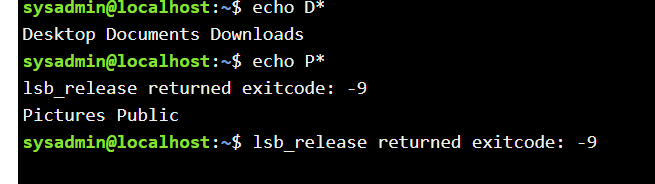 sysadmin@localhost:~$ echo D*
Desktop Documents Downloads
sysadmin@localhost:~$ echo P*
lsb_release returned exitcode: -9
Pictures Public
sysadmin@localhost:~$ lsb_release returned exitcode: -9